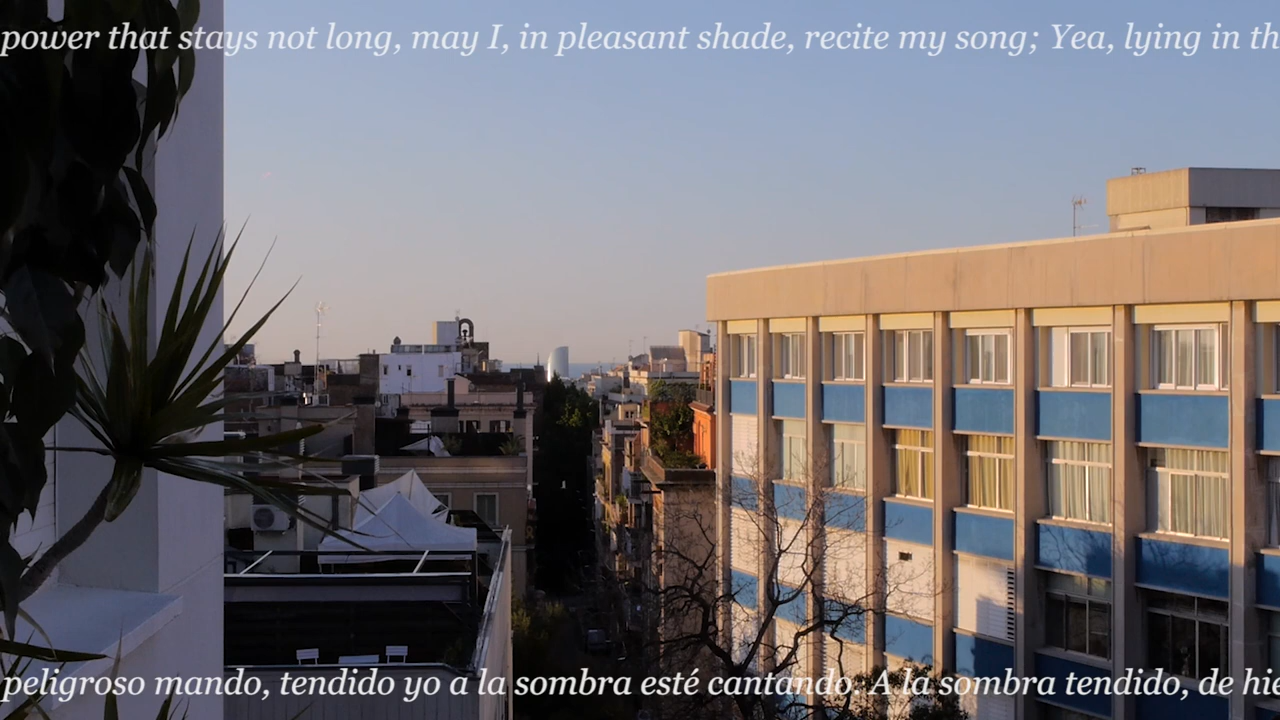 power that stays not long, may I, in pleasant shade, recite my song; Yea, lying in th
peligroso mando, tendido yo a la sombra esté cantando. A la sombra tendido, de hie